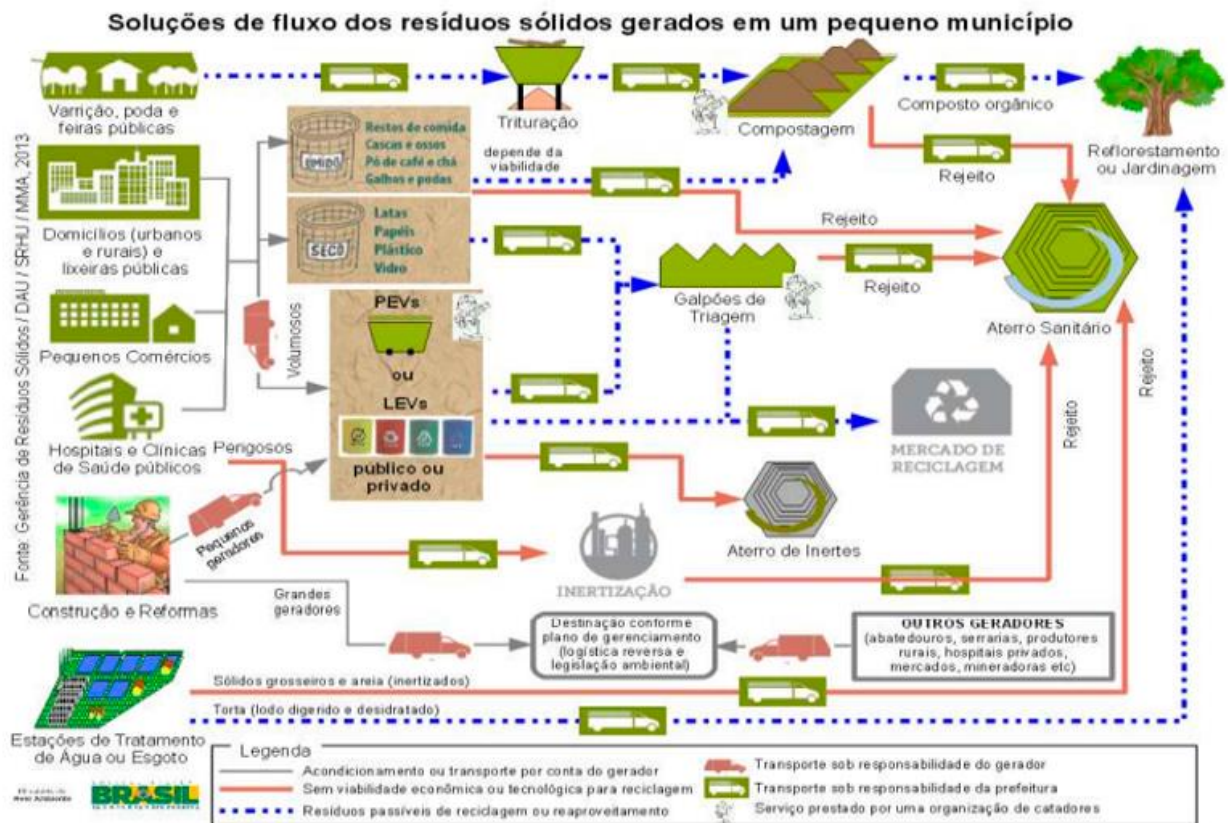 Soluções de fluxo dos resíduos sólidos gerados em um pequeno município
Fonte: Gerência de Resíduos Sólidos / DAU / SRHU / MMA, 2013
Varrição, poda e
feiras públicas
Trituração
Compostagem
Composto orgânico
Reflorestamento
ou Jardinagem
Rejeito
ÚMIDO
Restos de comida
Cascas e ossos
Pó de café e chá
Galhos e podas
depende da
viabilidade
Domicílios (urbanos
e rurais) e
lixeiras públicas
SECO
Latas
Papéis
Plástico
Vidro
Rejeito
Galpões de
Triagem
Rejeito
Aterro Sanitário
Pequenos Comércios
Volumosos
PEVs
ou
LEVs
público ou
privado
Rejeito
Rejeito
MERCADO DE
RECICLAGEM
Hospitais e Clínicas
de Saúde públicos
Perigosos
Pequenos
geradores
Aterro de Inertes
INERTIZAÇÃO
Construção e Reformas
Grandes
geradores
Destinação conforme
plano de gerenciamento
(logística reversa e
legislação ambiental)
OUTROS GERADORES
(abatedouros, serrarias, produtores
rurais, hospitais privados,
mercados, mineradoras etc)
Sólidos grosseiros e areia (inertizados)
Torta (lodo digerido e desidratado)
Estações de Tratamento
de Água ou Esgoto
Legenda
Acondicionamento ou transporte por conta do gerador
Sem viabilidade econômica ou tecnológica para reciclagem
Resíduos passíveis de reciclagem ou reaproveitamento
Transporte sob responsabilidade do gerador
Transporte sob responsabilidade da prefeitura
Serviço prestado por uma organização de catadores
Meio Ambiente
BRASIL